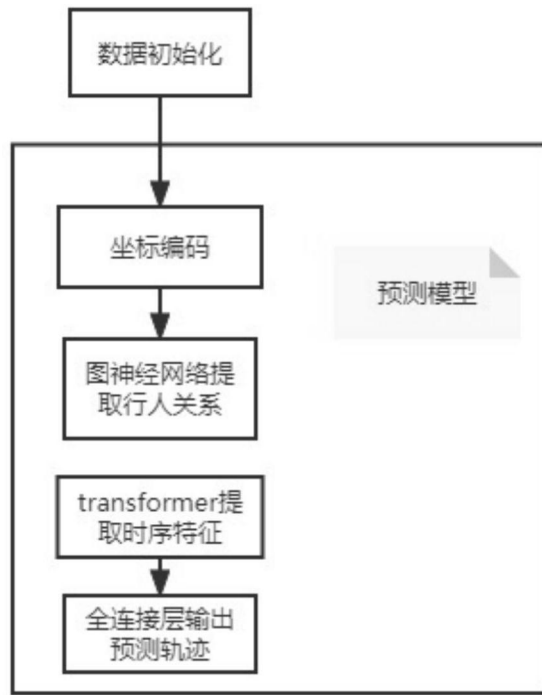 数据初始化
坐标编码
预测模型
图神经网络提
取行人关系
transformer提
取时序特征
全连接层输出
预测轨迹